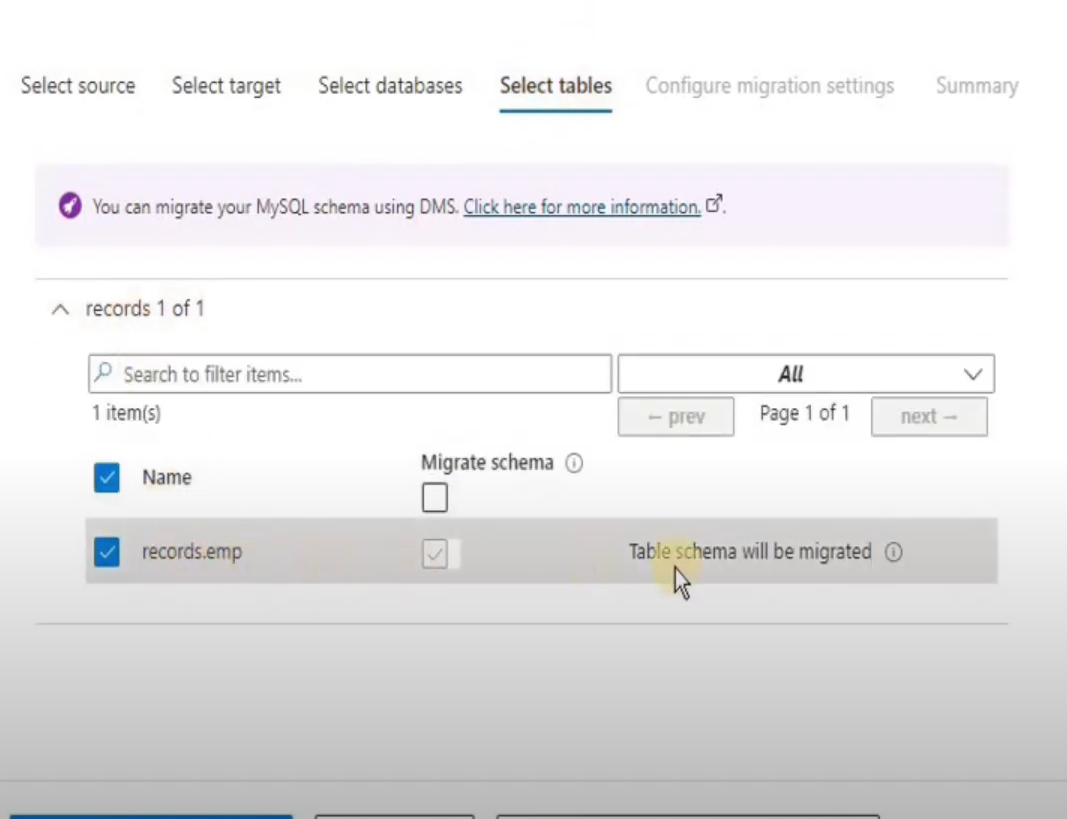 Select source Select target Select databases Select tables Configure migration settings Summary
You can migrate your MySQL schema using DMS. Click here for more information.
records 1 of 1
Search to filter items... All
1 item(s) ← prev Page 1 of 1 next →
Name Migrate schema
records.emp Table schema will be migrated